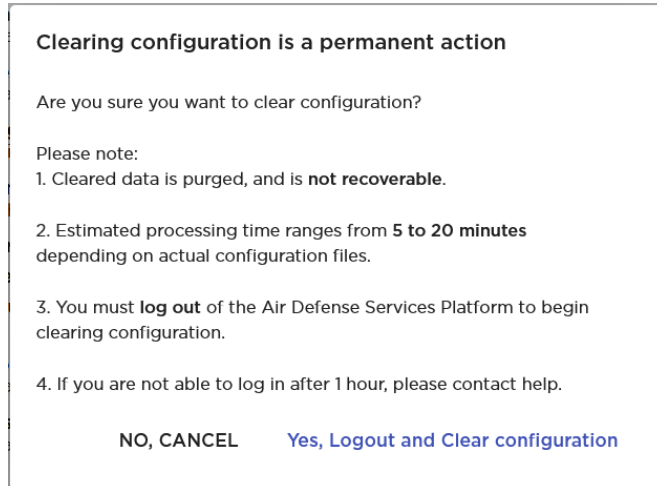 Clearing configuration is a permanent action
Are you sure you want to clear configuration?
Please note:
1. Cleared data is purged, and is not recoverable.
2. Estimated processing time ranges from 5 to 20 minutes
depending on actual configuration files.
3. You must log out of the Air Defense Services Platform to begin
clearing configuration.
4. If you are not able to log in after 1 hour, please contact help.
NO, CANCEL Yes, Logout and Clear configuration